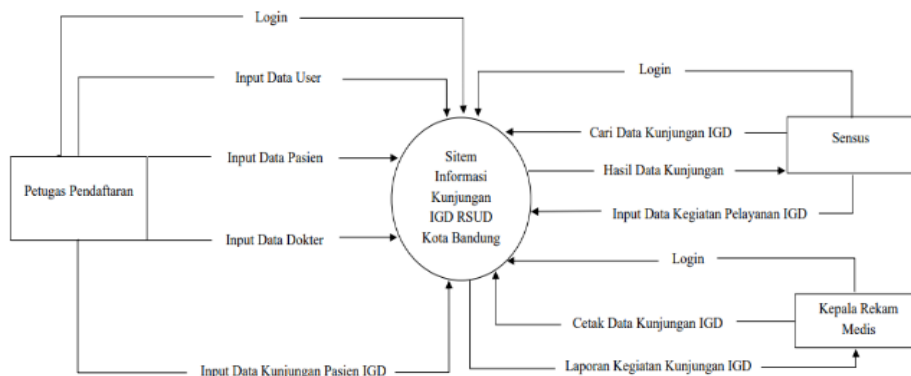 Login
Input Data User
Input Data Pasien
Petugas Pendaftaran
Input Data Dokter
Input Data Kunjungan Pasien IGD
Sitem
Informasi
Kunjungan
IGD RSUD
Kota Bandung
Login
Cari Data Kunjungan IGD
Sensus
Hasil Data Kunjungan
Input Data Kegiatan Pelayanan IGD
Login
Kepala Rekam
Medis
Cetak Data Kunjungan IGD
Laporan Kegiatan Kunjungan IGD